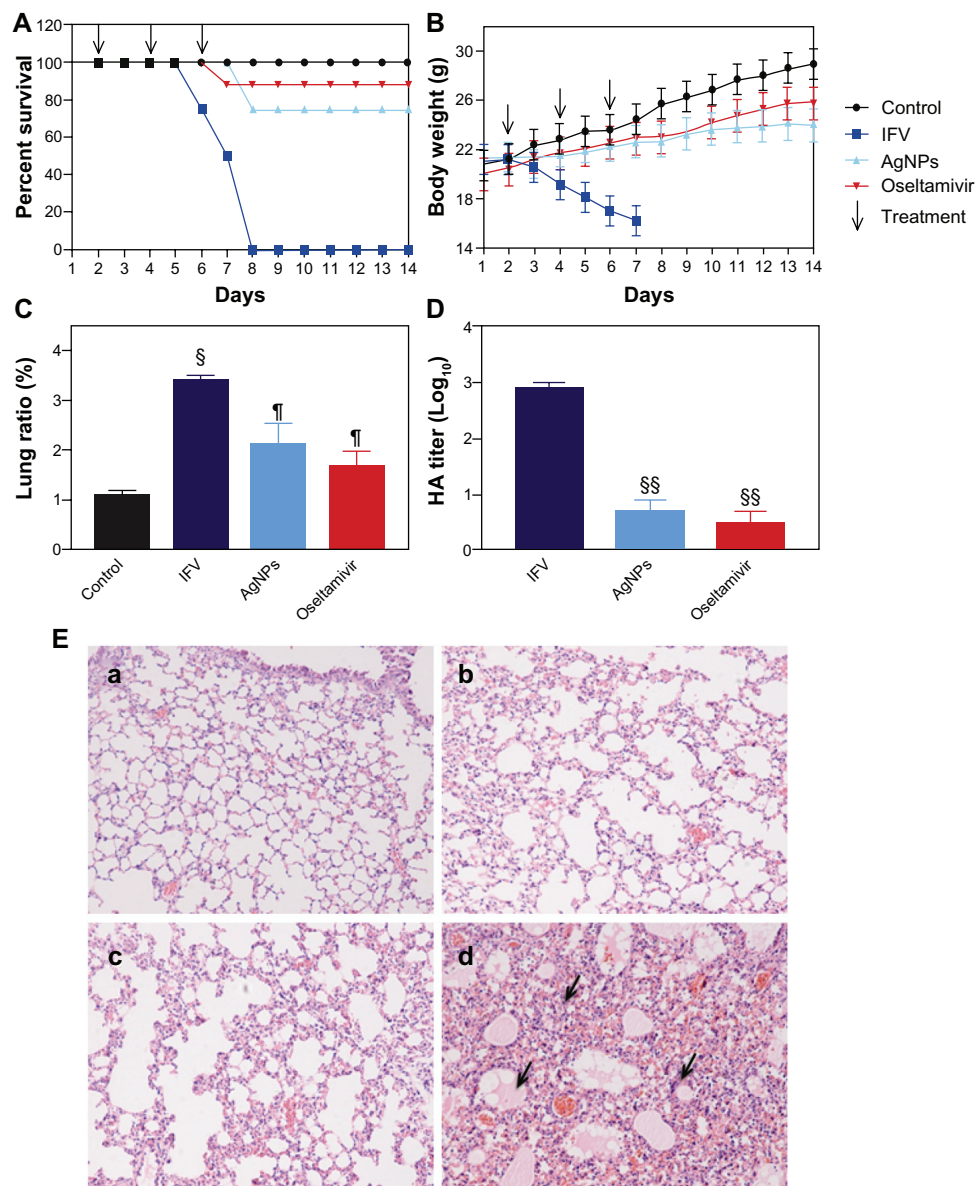 A
120
100
80
60
40
20
0
Percent survival
1 2 3 4 5 6 7 8 9 10 11 12 13 14
Days
B
30
26
22
18
14
Body weight (g)
1 2 3 4 5 6 7 8 9 10 11 12 13 14
Days
Control
IFV
AgNPs
Oseltamivir
Treatment
C
4
3
2
1
0
Lung ratio (%)
§
¶
¶
Control
IFV
AgNPs
Oseltamivir
D
4
3
2
1
0
HA titer (Log₁₀)
§§
§§
IFV
AgNPs
Oseltamivir
E
a
b
c
d